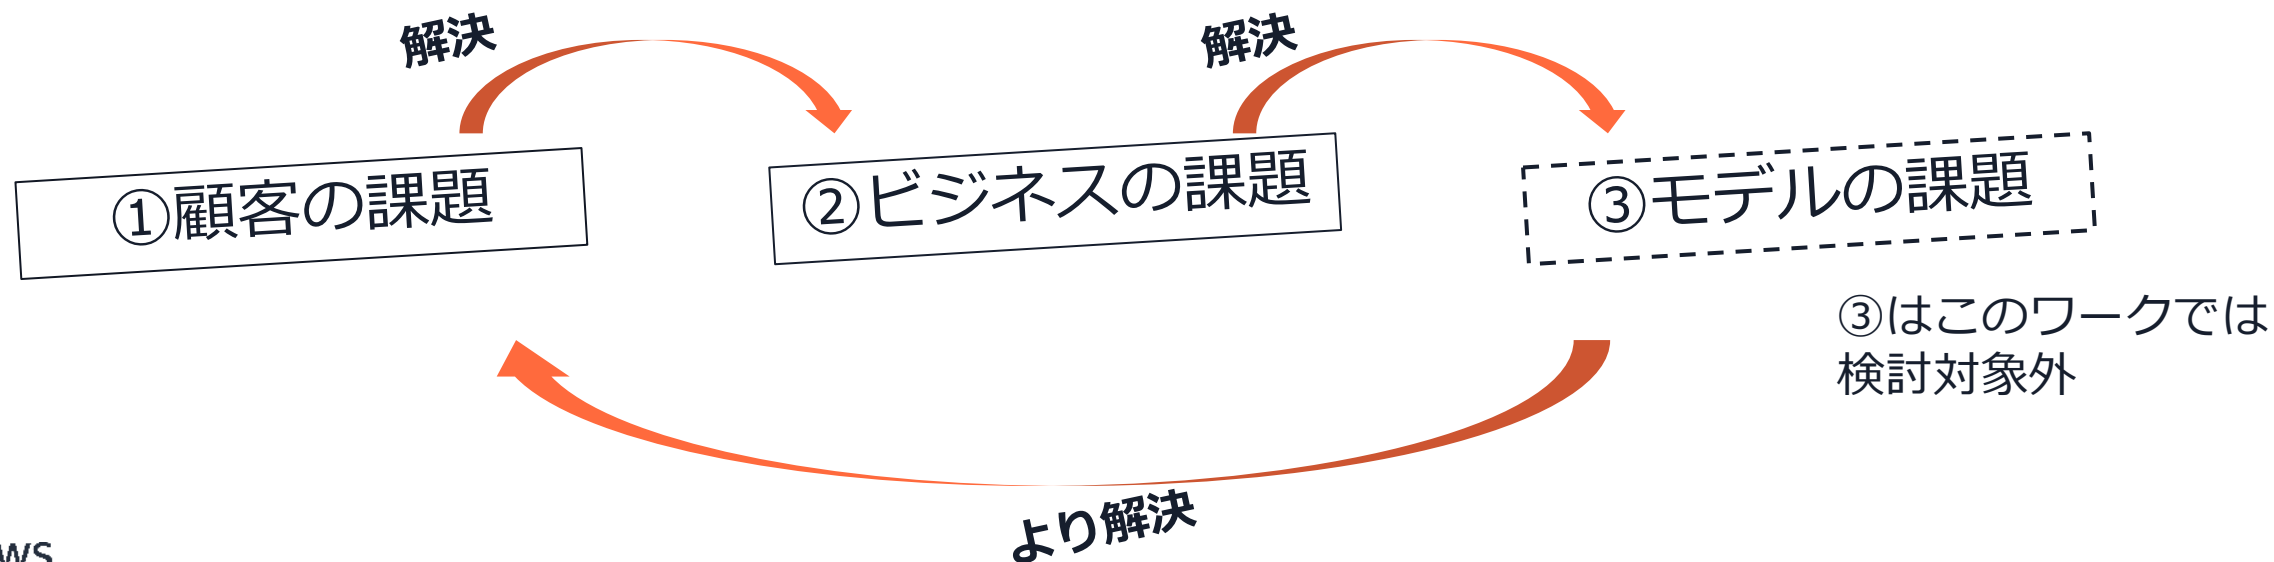 解決
解決
①顧客の課題
②ビジネスの課題
③モデルの課題
③はこのワークでは
検討対象外
より解決
ws